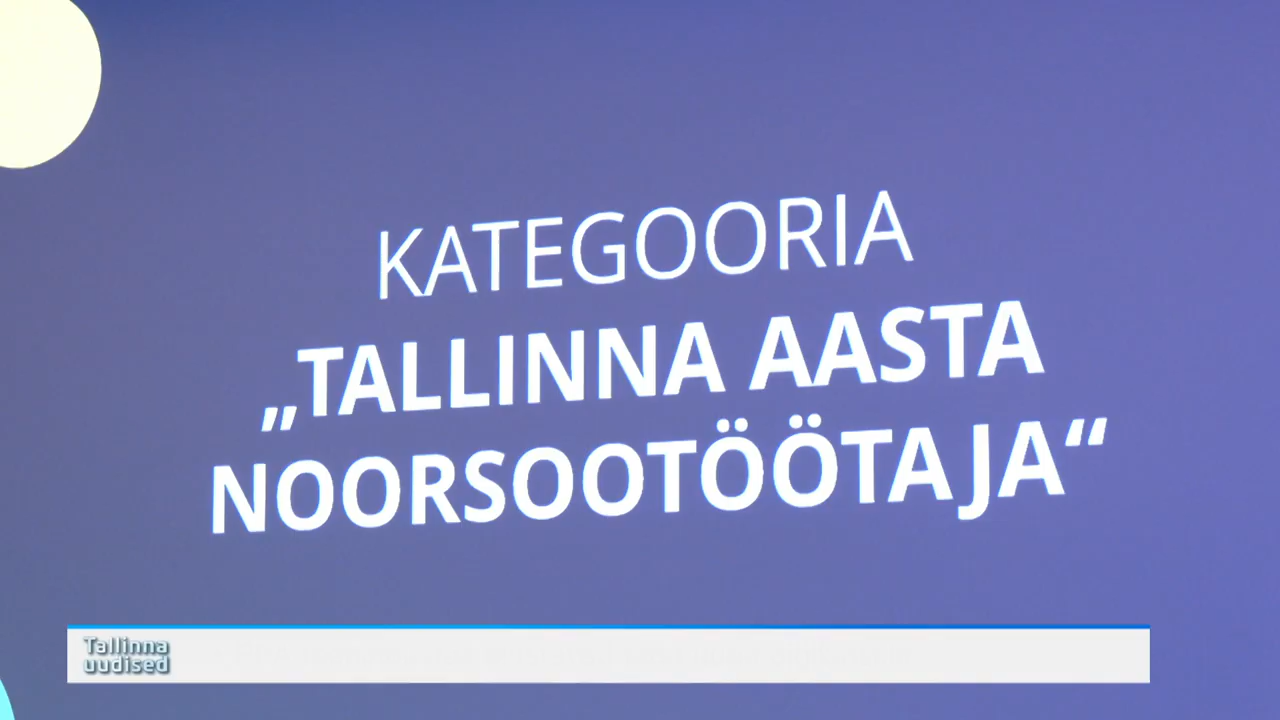 KATEGOORIA
„TALLINNA AASTA
NOORSOOTÖÖTAJA“
Tallinna
uudised